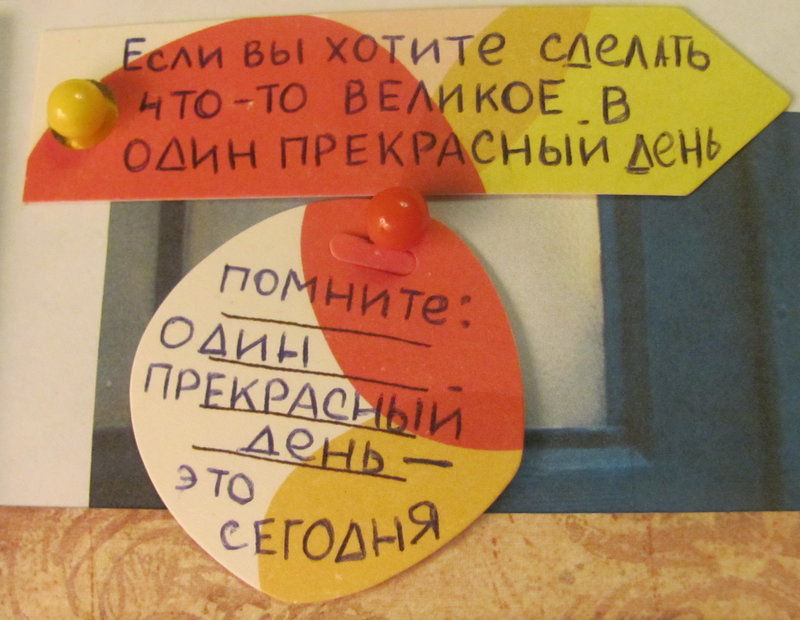 Если вы хотите сделать
что-то великое в
один прекрасный день
помните:
один
прекрасный
день —
это
сегодня